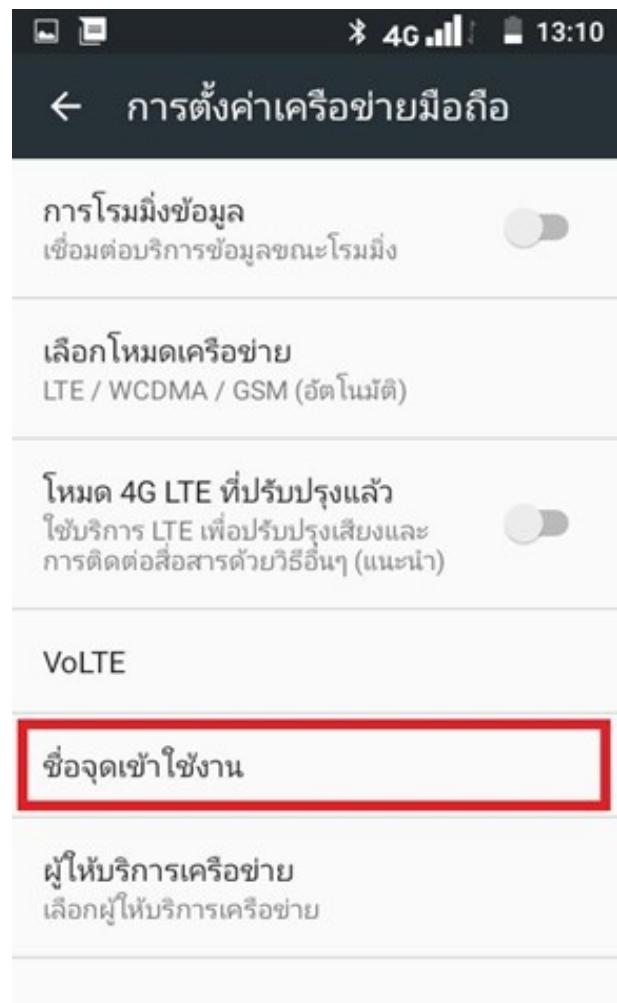 4G 13:10
การตั้งค่าเครือข่ายมือถือ
การโรมมิ่งข้อมูล
เชื่อมต่อบริการข้อมูลขณะโรมมิ่ง
เลือกโหมดเครือข่าย
LTE / WCDMA / GSM (อัตโนมัติ)
โหมด 4G LTE ที่ปรับปรุงแล้ว
ใช้บริการ LTE เพื่อปรับปรุงเสียงและ
การติดต่อสื่อสารด้วยวิธีอื่นๆ (แนะนำ)
VoLTE
ชื่อจุดเข้าใช้งาน
ผู้ให้บริการเครือข่าย
เลือกผู้ให้บริการเครือข่าย